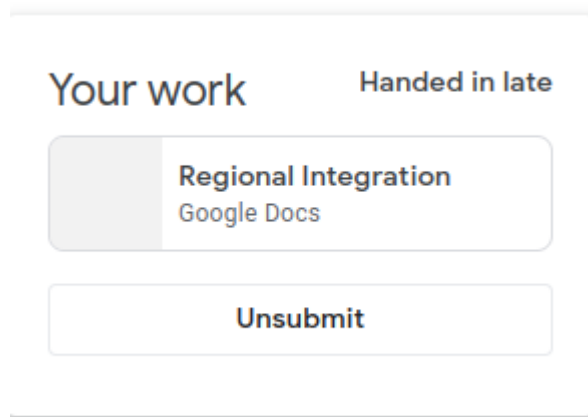 Your work
Handed in late
Regional Integration
Google Docs
Unsubmit